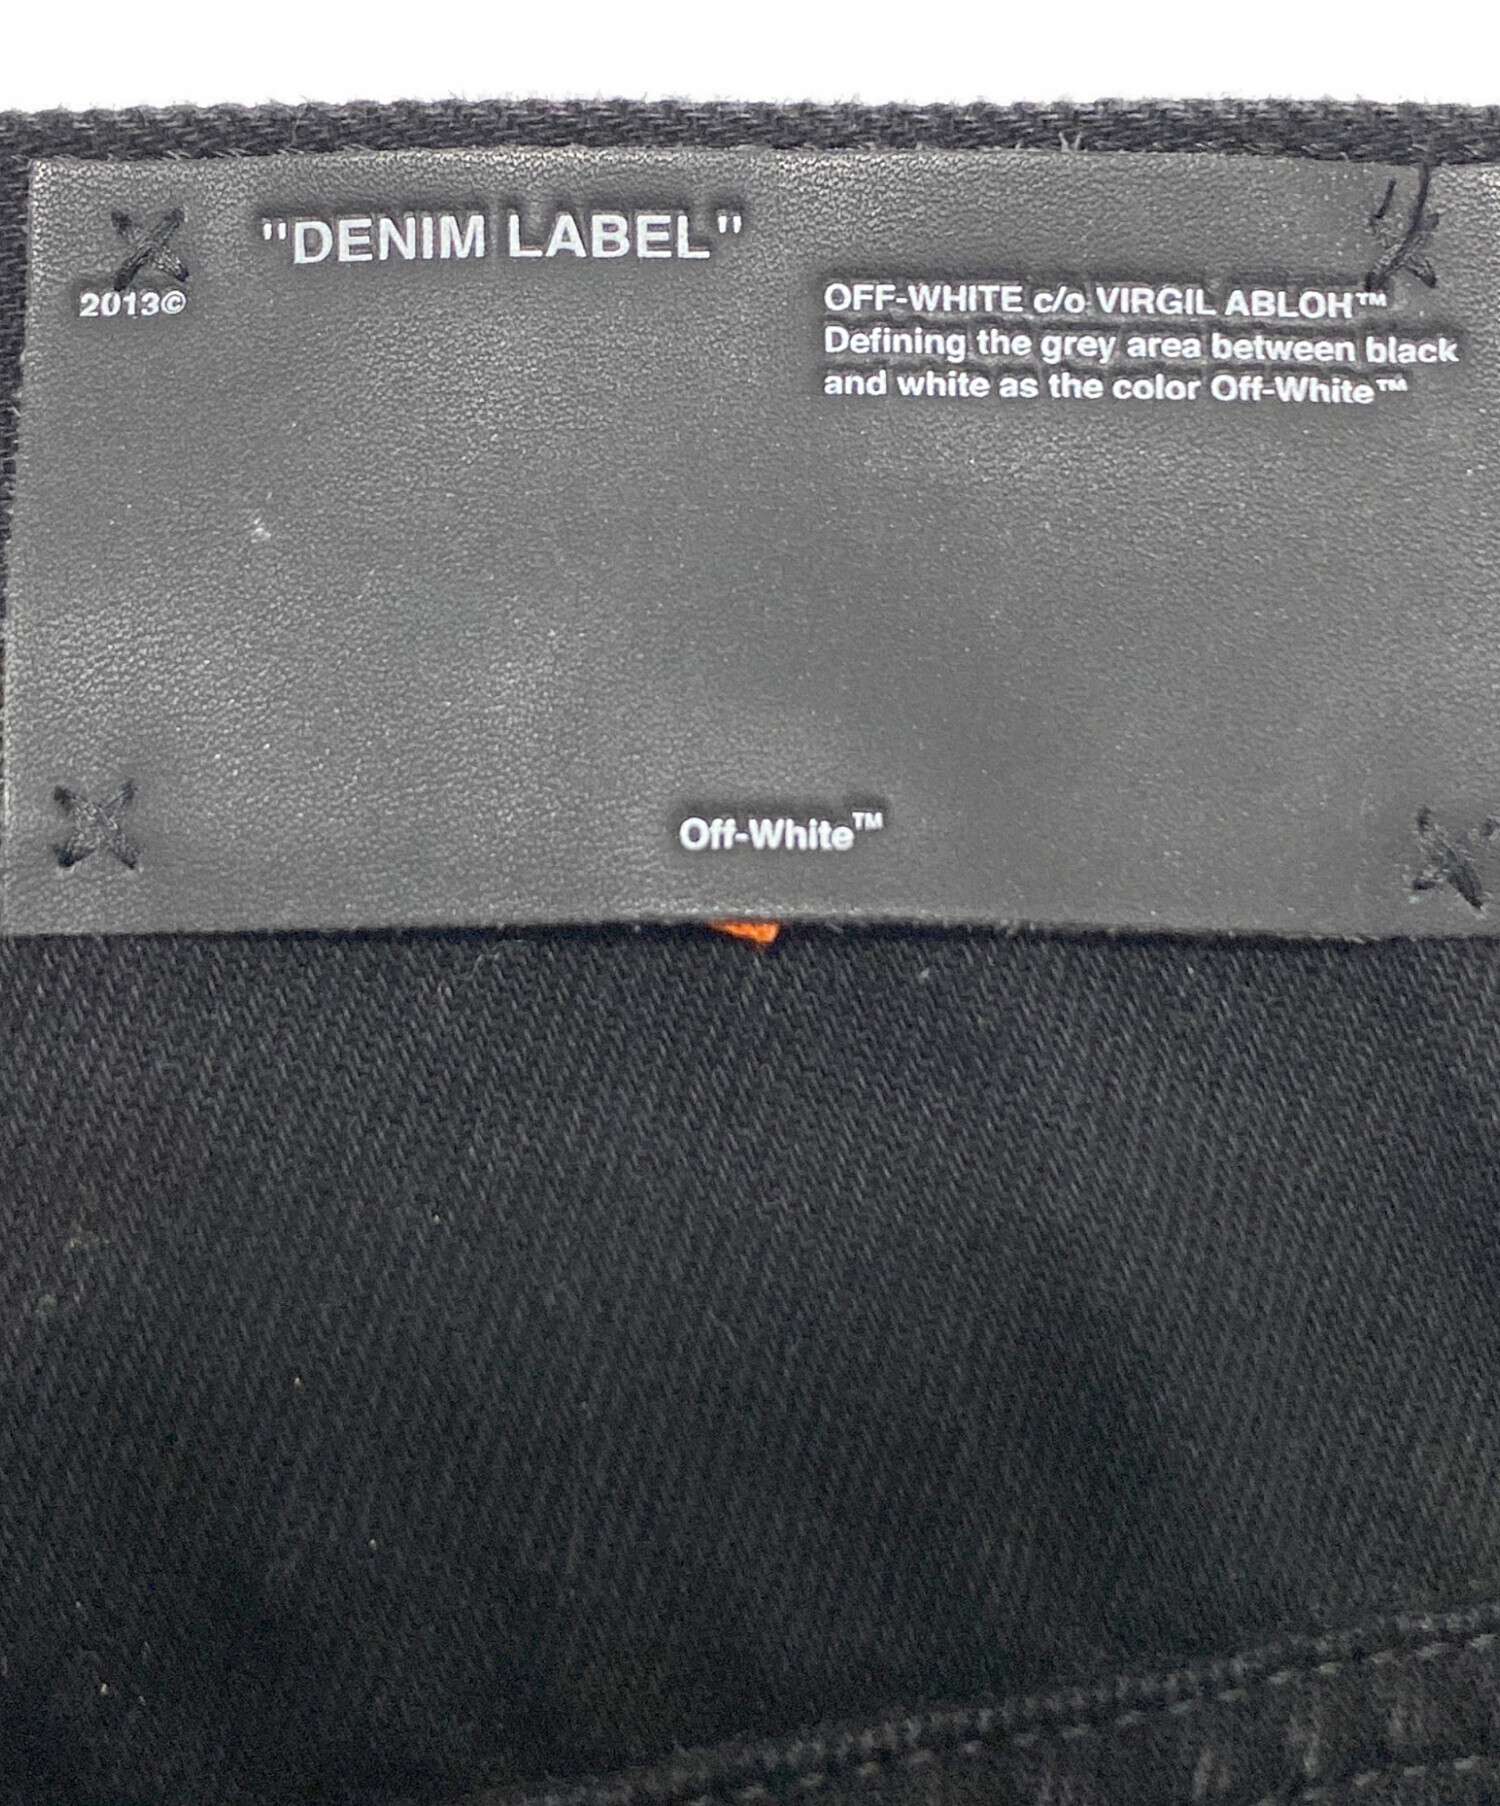 "DENIM LABEL"
2013©
OFF-WHITE c/o VIRGIL ABLOH™
Defining the grey area between black
and white as the color Off-White™
Off-White™